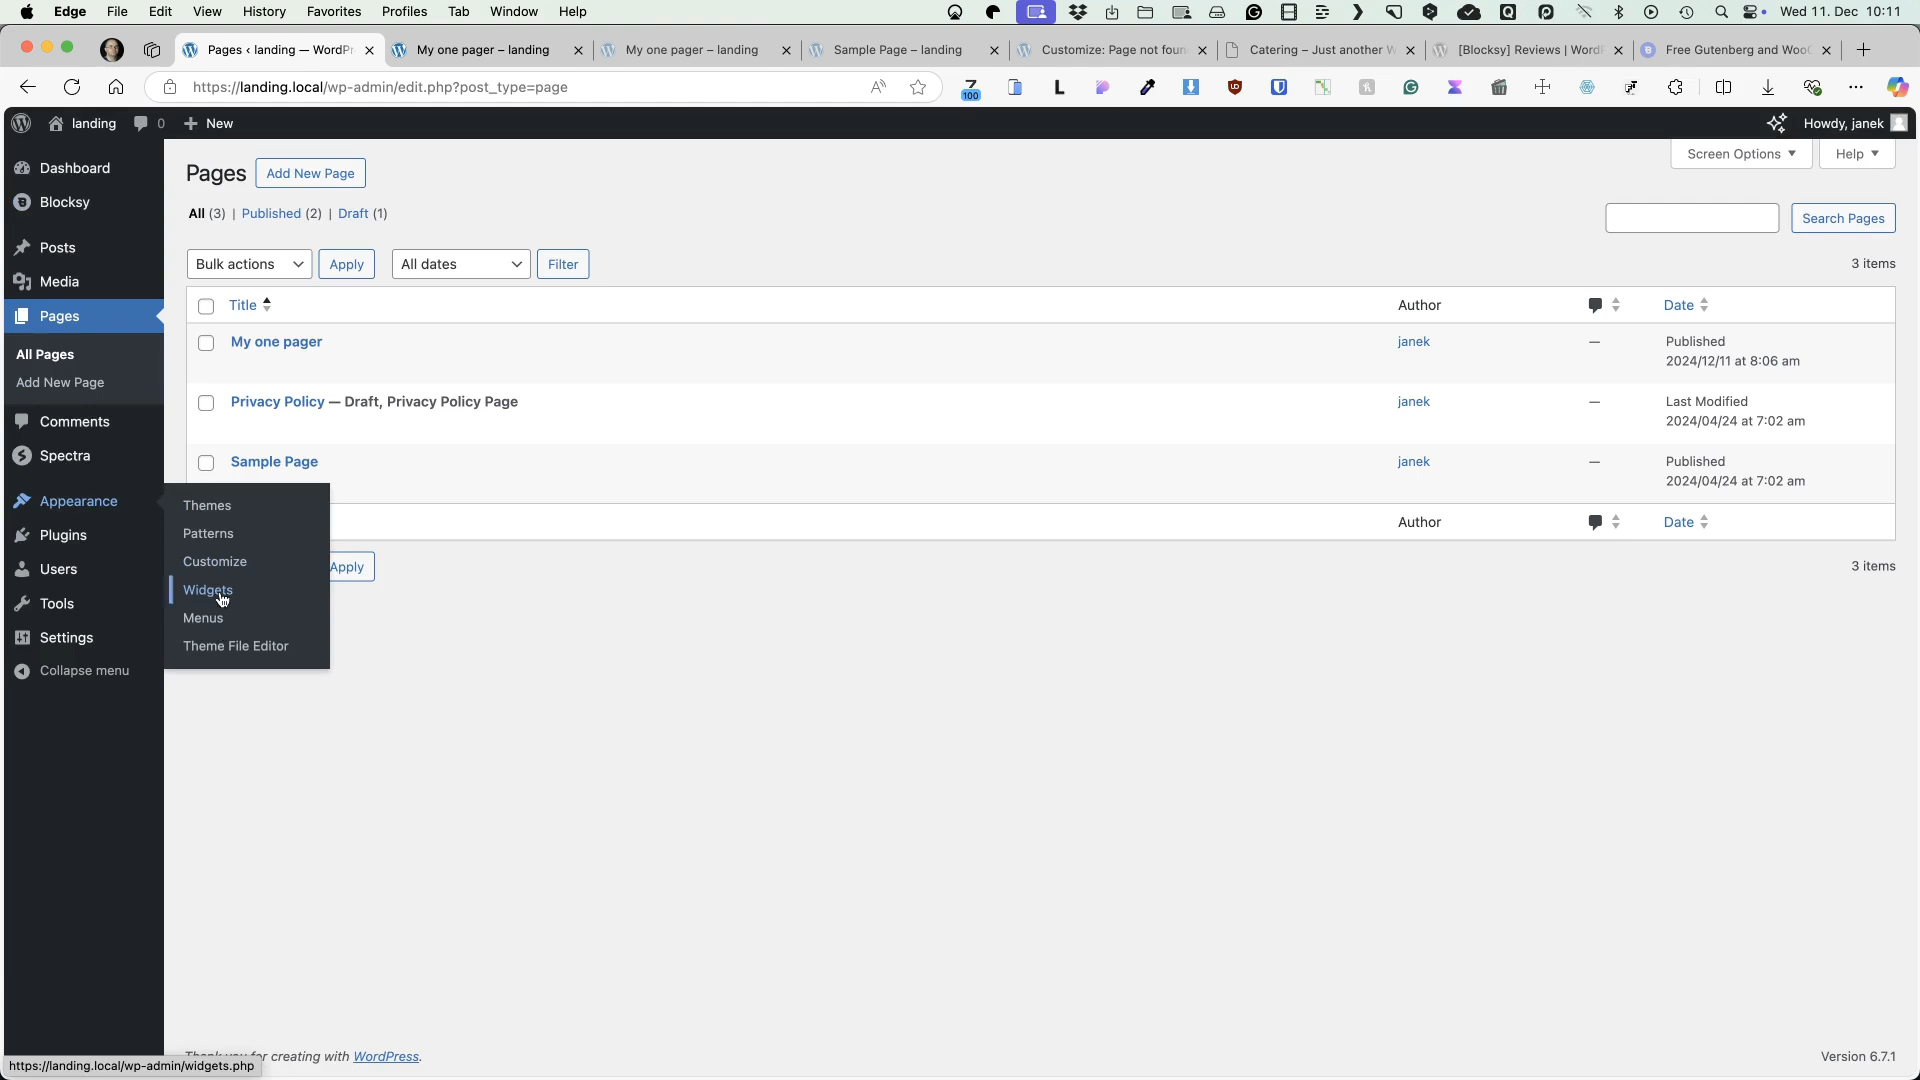 Edge File Edit View History Favorites Profiles Tab Window Help Wed 11. Dec 10:11
Pages ‹ landing — WordPr
My one pager – landing
My one pager – landing
Sample Page – landing
Customize: Page not foun
Catering – Just another W
[Blocksy] Reviews | Word
Free Gutenberg and Woo
https://landing.local/wp-admin/edit.php?post_type=page
100
landing 0 New Howdy, janek
Dashboard
Blocksy
Posts
Media
Pages
All Pages
Add New Page
Comments
Spectra
Appearance
Plugins
Users
Tools
Settings
Collapse menu
Themes
Patterns
Customize
Widgets
Menus
Theme File Editor
Screen Options Help
Pages Add New Page
All (3) | Published (2) | Draft (1)
Search Pages
Bulk actions Apply All dates Filter 3 items
Title Author Date
My one pager janek — Published
2024/12/11 at 8:06 am
Privacy Policy — Draft, Privacy Policy Page janek — Last Modified
2024/04/24 at 7:02 am
Sample Page janek — Published
2024/04/24 at 7:02 am
Author Date
Apply 3 items
for creating with WordPress. Version 6.7.1
https://landing.local/wp-admin/widgets.php